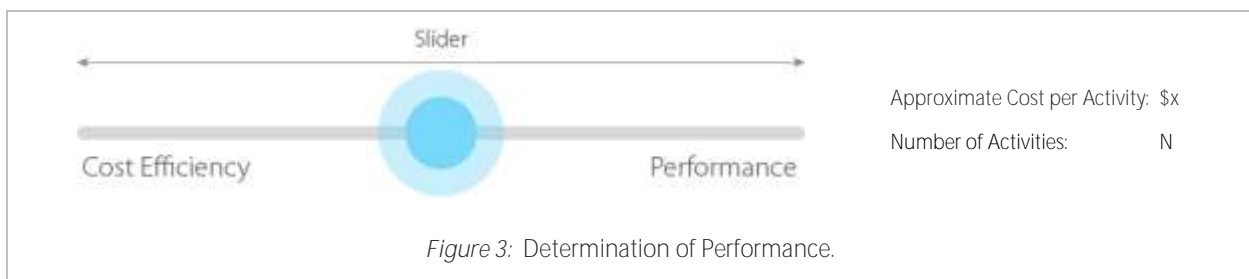 Slider
Cost Efficiency
Performance
Approximate Cost per Activity: $x
Number of Activities: N
Figure 3: Determination of Performance.